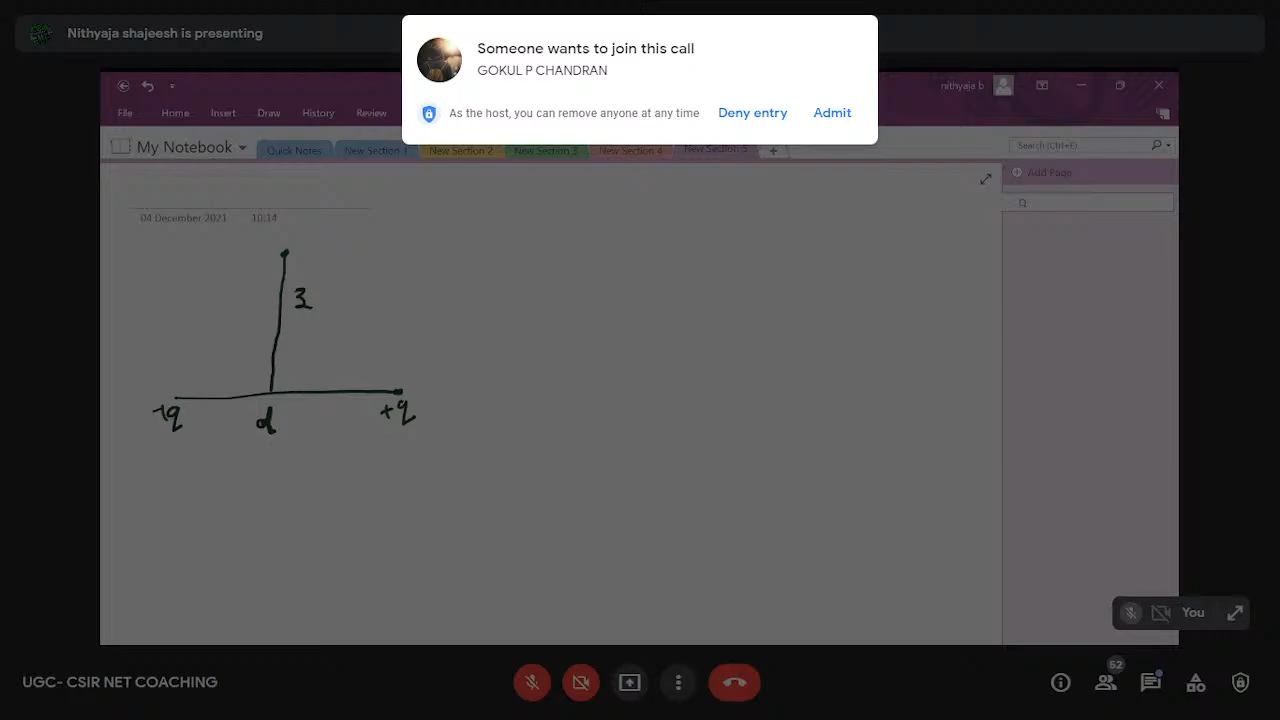 Nithyaja shajeesh is presenting
Someone wants to join this call
GOKUL P CHANDRAN
As the host, you can remove anyone at any time
Deny entry
Admit
nithyaja b
File Home Insert Draw History Review
My Notebook
Quick Notes
New Section 1
New Section 2
New Section 3
New Section 4
New Section 5
+
Search (Ctrl+E)
Add Page
04 December 2021 10:14
z
+q
d
+q
You
UGC- CSIR NET COACHING
62